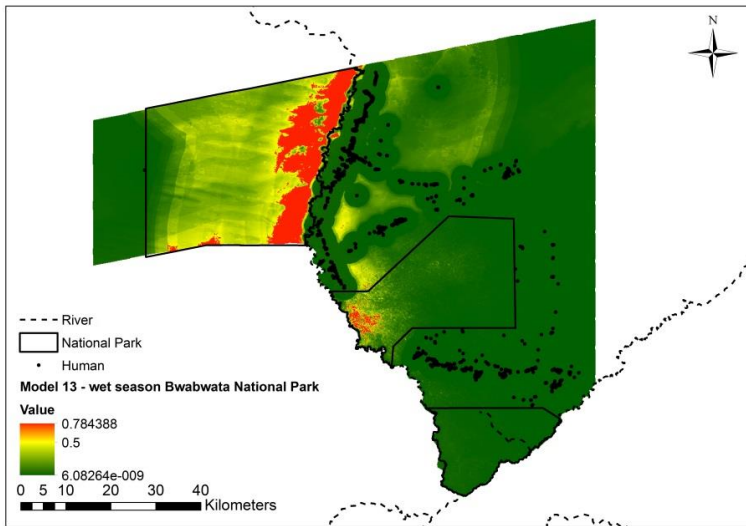 N
River
National Park
Human
Model 13 - wet season Bwabwata National Park
Value
0.784388
0.5
6.08264e-009
0 5 10 20 30 40
Kilometers